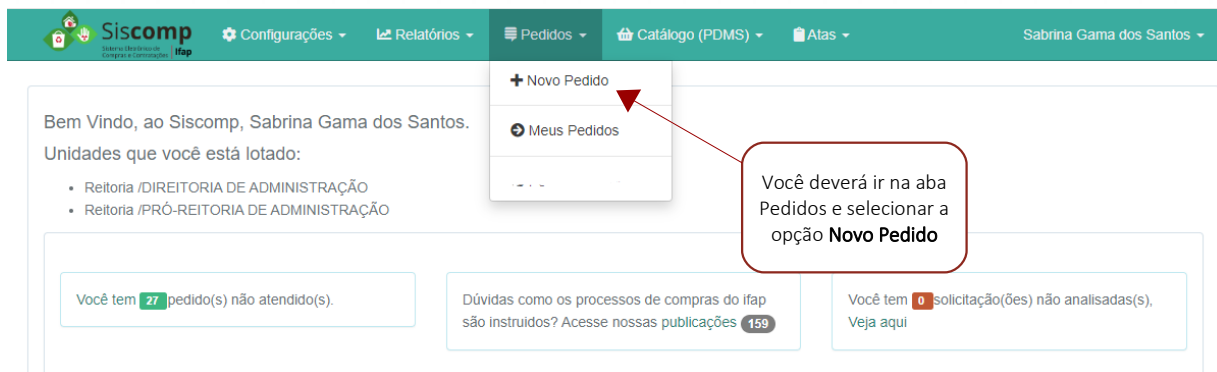 Siscomp
Sistema Eletrônico de
Compras e Contratações Ifap
Configurações
Relatórios
Pedidos
Catálogo (PDMS)
Atas
Sabrina Gama dos Santos
Novo Pedido
Meus Pedidos
Bem Vindo, ao Siscomp, Sabrina Gama dos Santos.
Unidades que você está lotado:
• Reitoria /DIREITORIA DE ADMINISTRAÇÃO
• Reitoria /PRÓ-REITORIA DE ADMINISTRAÇÃO
Você deverá ir na aba
Pedidos e selecionar a
opção Novo Pedido
Você tem 27 pedido(s) não atendido(s).
Dúvidas como os processos de compras do ifap
são instruidos? Acesse nossas publicações 159
Você tem 0 solicitação(ões) não analisadas(s),
Veja aqui